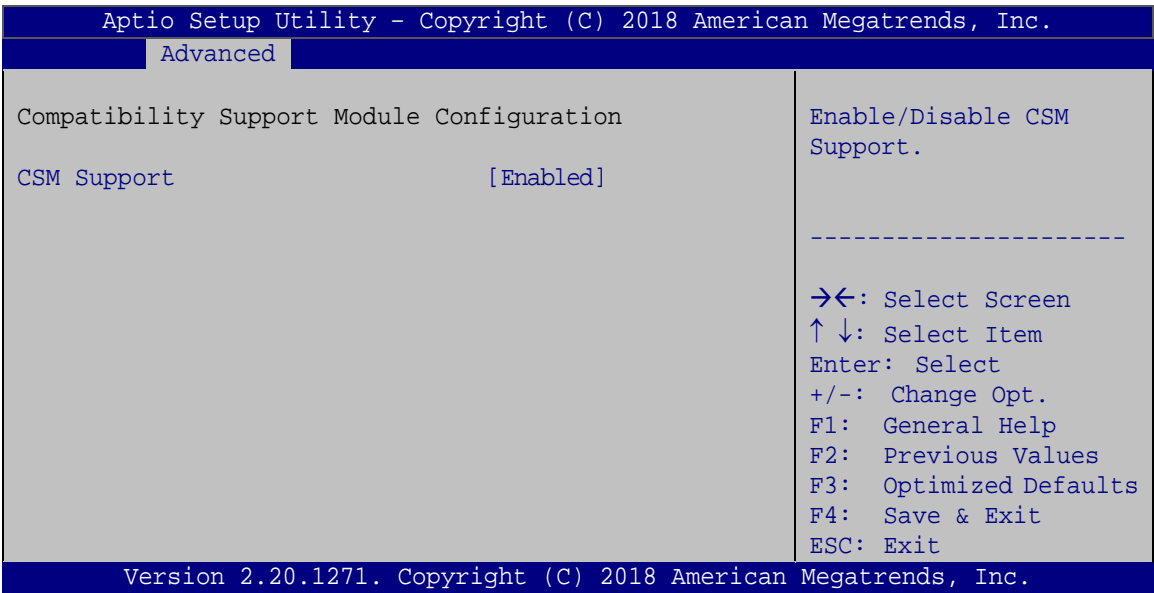 Aptio Setup Utility – Copyright (C) 2018 American Megatrends, Inc.
Advanced
Compatibility Support Module Configuration
CSM Support [Enabled]
Enable/Disable CSM
Support.
----------------------
→←: Select Screen
↑ ↓: Select Item
Enter: Select
+/-: Change Opt.
F1: General Help
F2: Previous Values
F3: Optimized Defaults
F4: Save & Exit
ESC: Exit
Version 2.20.1271. Copyright (C) 2018 American Megatrends, Inc.